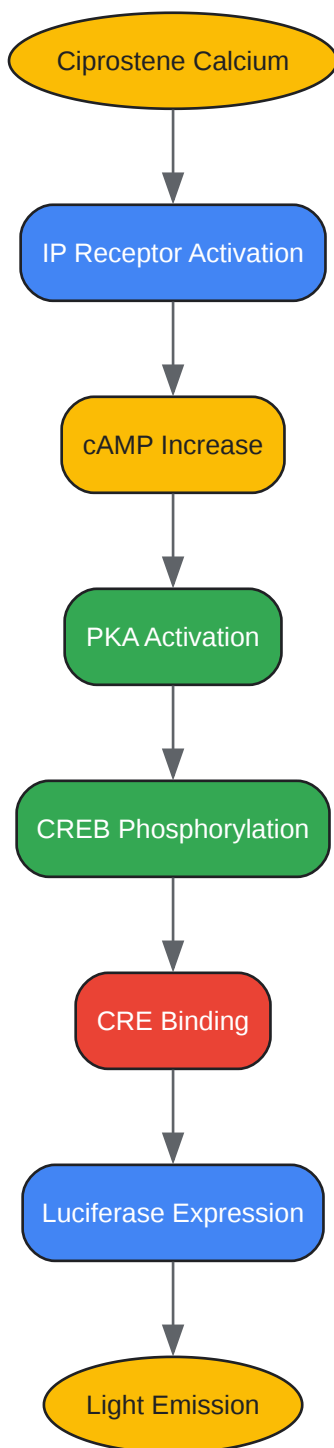 Ciprostene Calcium
IP Receptor Activation
cAMP Increase
PKA Activation
CREB Phosphorylation
CRE Binding
Luciferase Expression
Light Emission